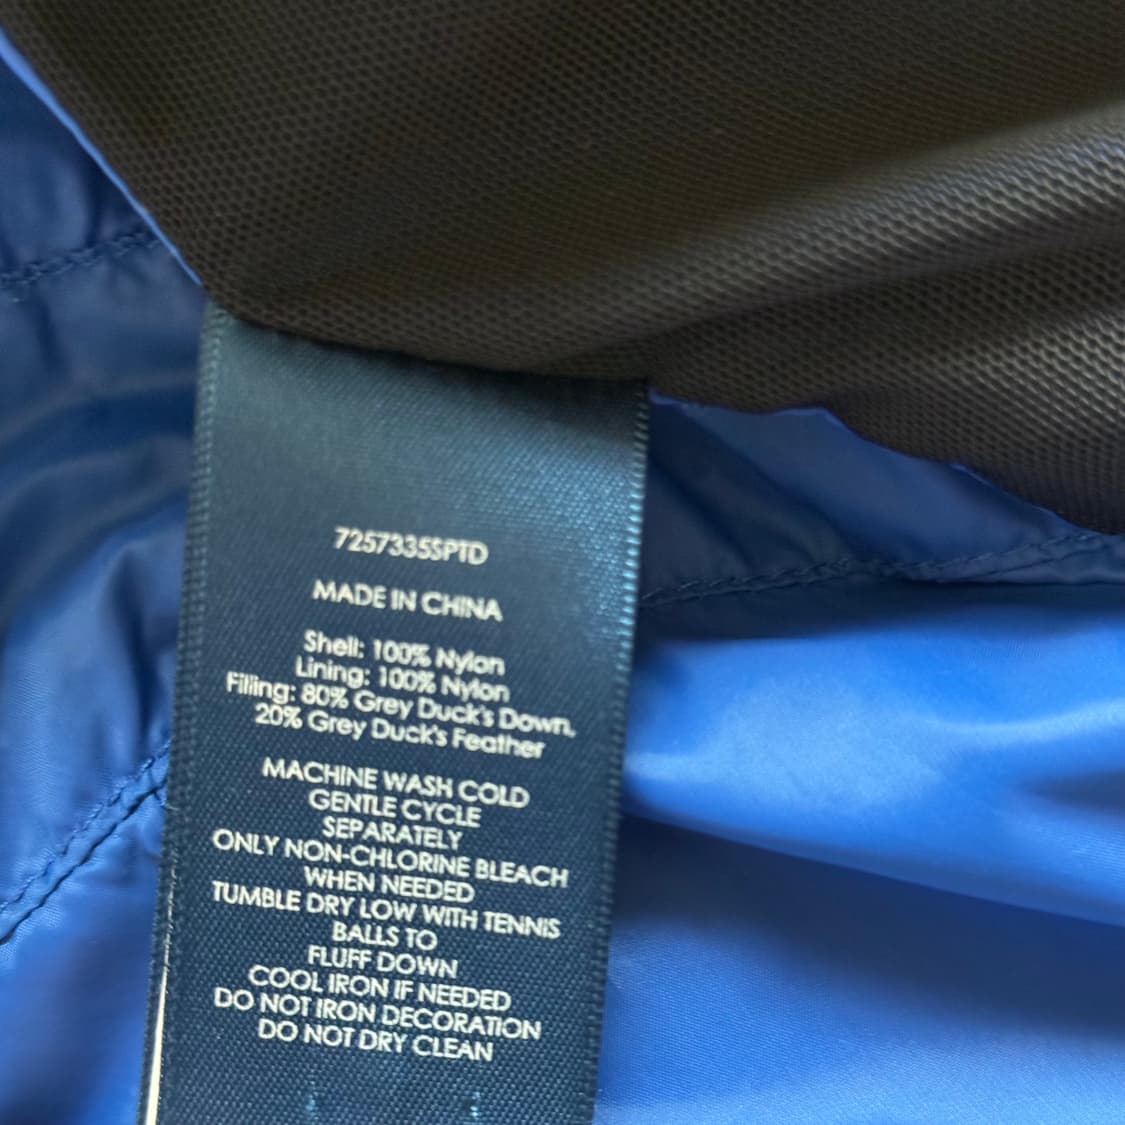 7257335SPTD
MADE IN CHINA
Shell: 100% Nylon
Lining: 100% Nylon
Filling: 80% Grey Duck's Down,
20% Grey Duck's Feather
MACHINE WASH COLD
GENTLE CYCLE
SEPARATELY
ONLY NON-CHLORINE BLEACH
WHEN NEEDED
TUMBLE DRY LOW WITH TENNIS
BALLS TO
FLUFF DOWN
COOL IRON IF NEEDED
DO NOT IRON DECORATION
DO NOT DRY CLEAN